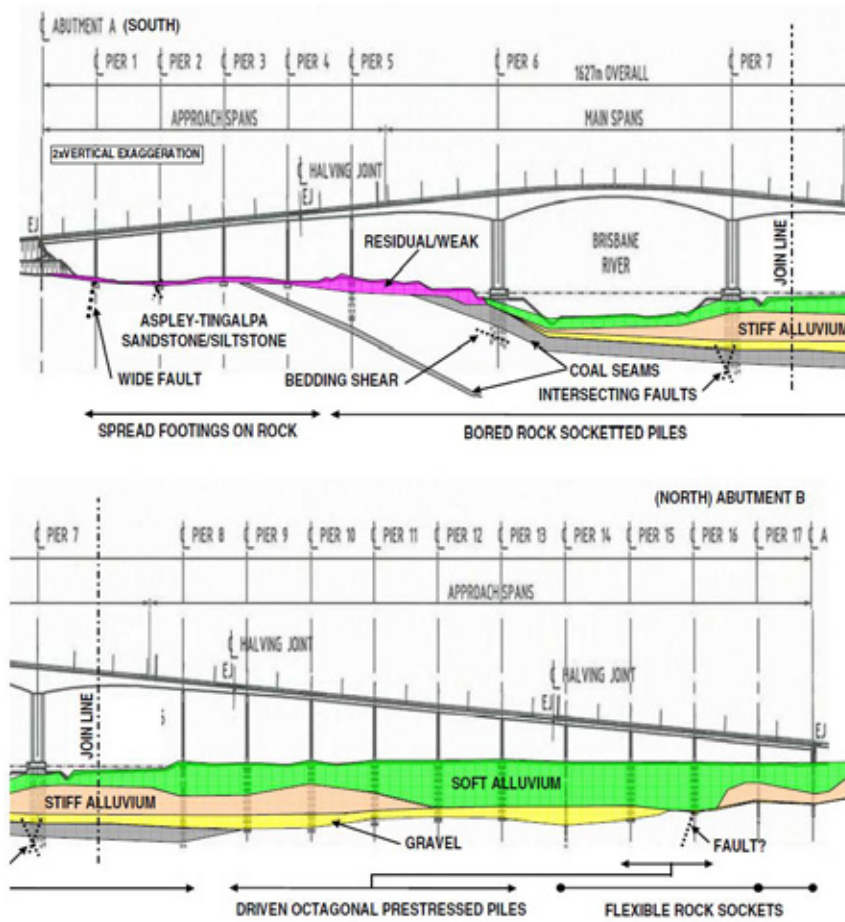 ℄ ABUTMENT A (SOUTH)
℄ PIER 1 ℄ PIER 2 ℄ PIER 3 ℄ PIER 4 ℄ PIER 5 ℄ PIER 6 ℄ PIER 7
1627m OVERALL
APPROACH SPANS MAIN SPANS
2xVERTICAL EXAGGERATION
℄ HALVING JOINT
EJ
EJ
RESIDUAL/WEAK
BRISBANE
RIVER
JOIN LINE
ASPLEY-TINGALPA
SANDSTONE/SILTSTONE
STIFF ALLUVIUM
WIDE FAULT
BEDDING SHEAR
COAL SEAMS
INTERSECTING FAULTS
SPREAD FOOTINGS ON ROCK BORED ROCK SOCKETTED PILES
(NORTH) ABUTMENT B
℄ PIER 7 ℄ PIER 8 ℄ PIER 9 ℄ PIER 10 ℄ PIER 11 ℄ PIER 12 ℄ PIER 13 ℄ PIER 14 ℄ PIER 15 ℄ PIER 16 ℄ PIER 17 ℄ A
APPROACH SPANS
℄ HALVING JOINT
EJ
℄ HALVING JOINT
EJ
JOIN LINE
EJ
SOFT ALLUVIUM
STIFF ALLUVIUM
GRAVEL
FAULT?
DRIVEN OCTAGONAL PRESTRESSED PILES FLEXIBLE ROCK SOCKETS